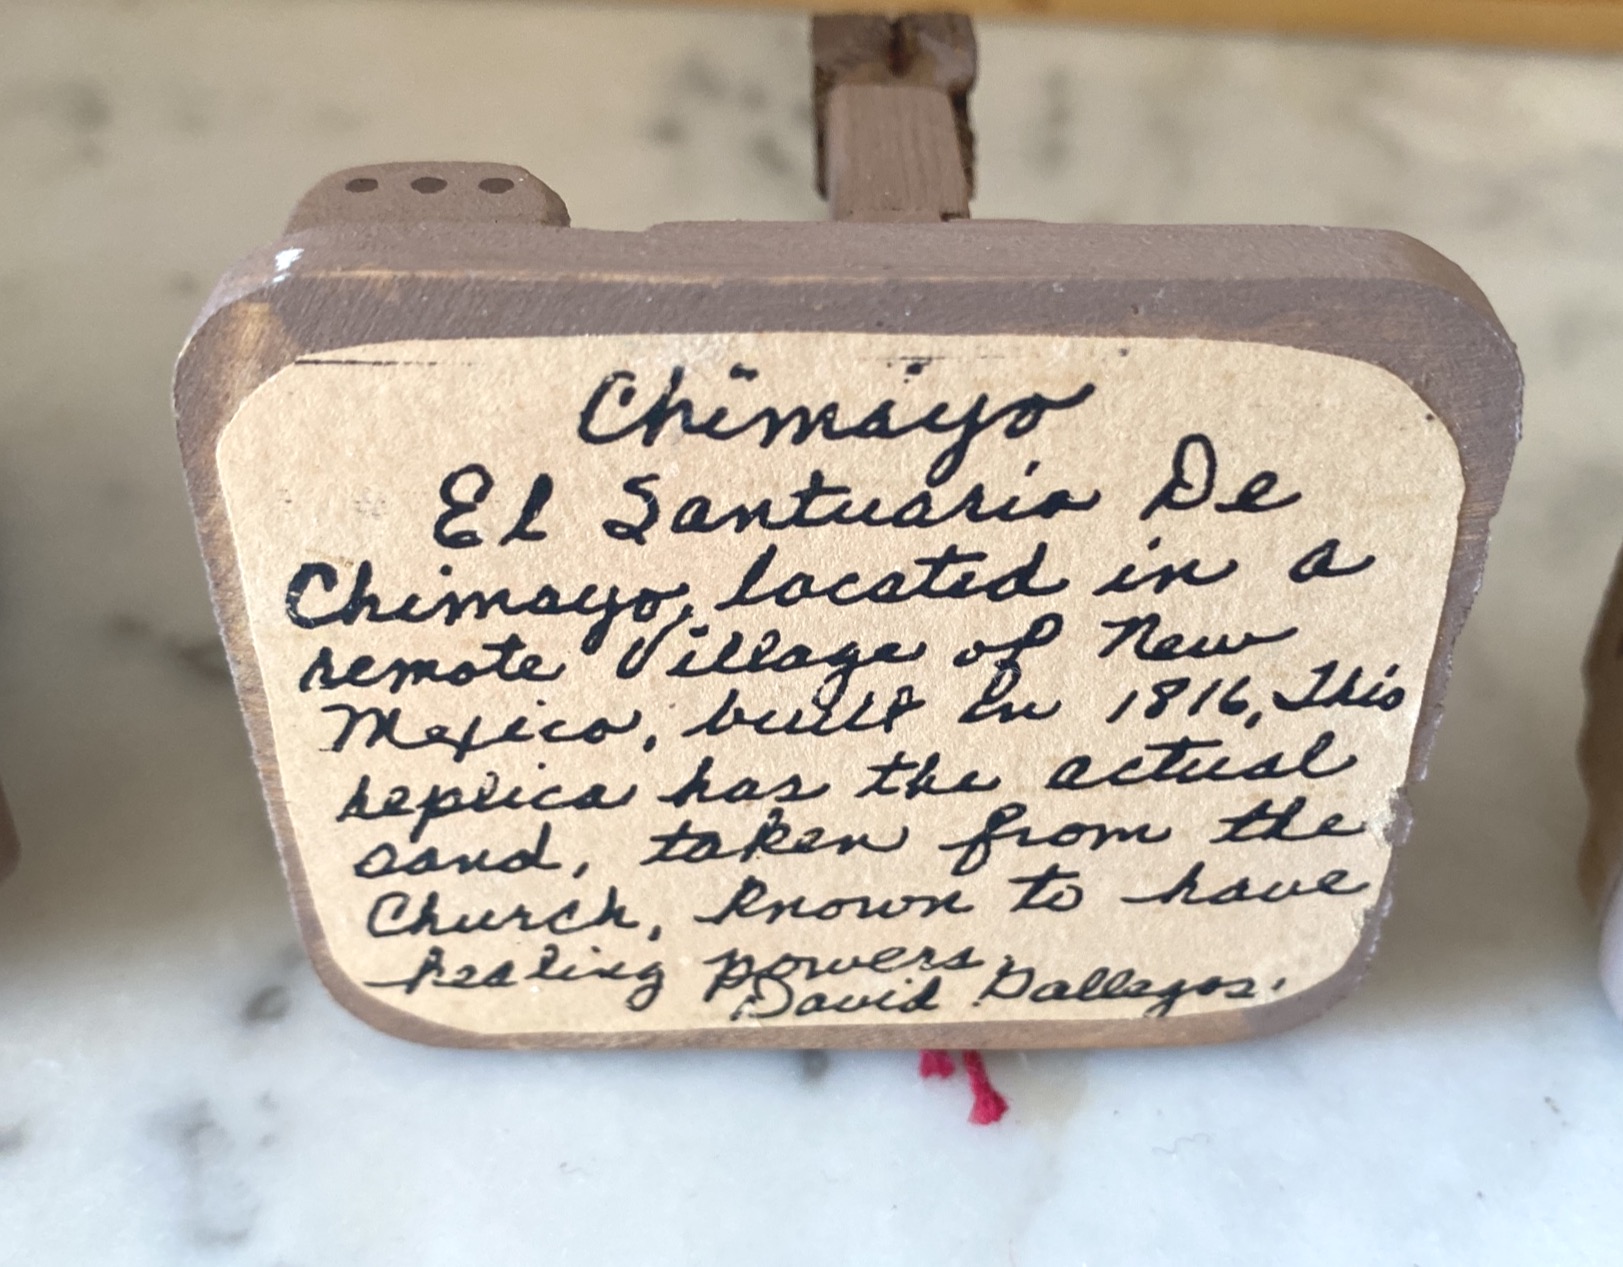 Chimayo
El Santuario De
Chimayo, located in a
remote Village of New
Mexico, built in 1816, This
replica has the actual
sand, taken from the
Church, known to have
healing powers.
David Gallegos.